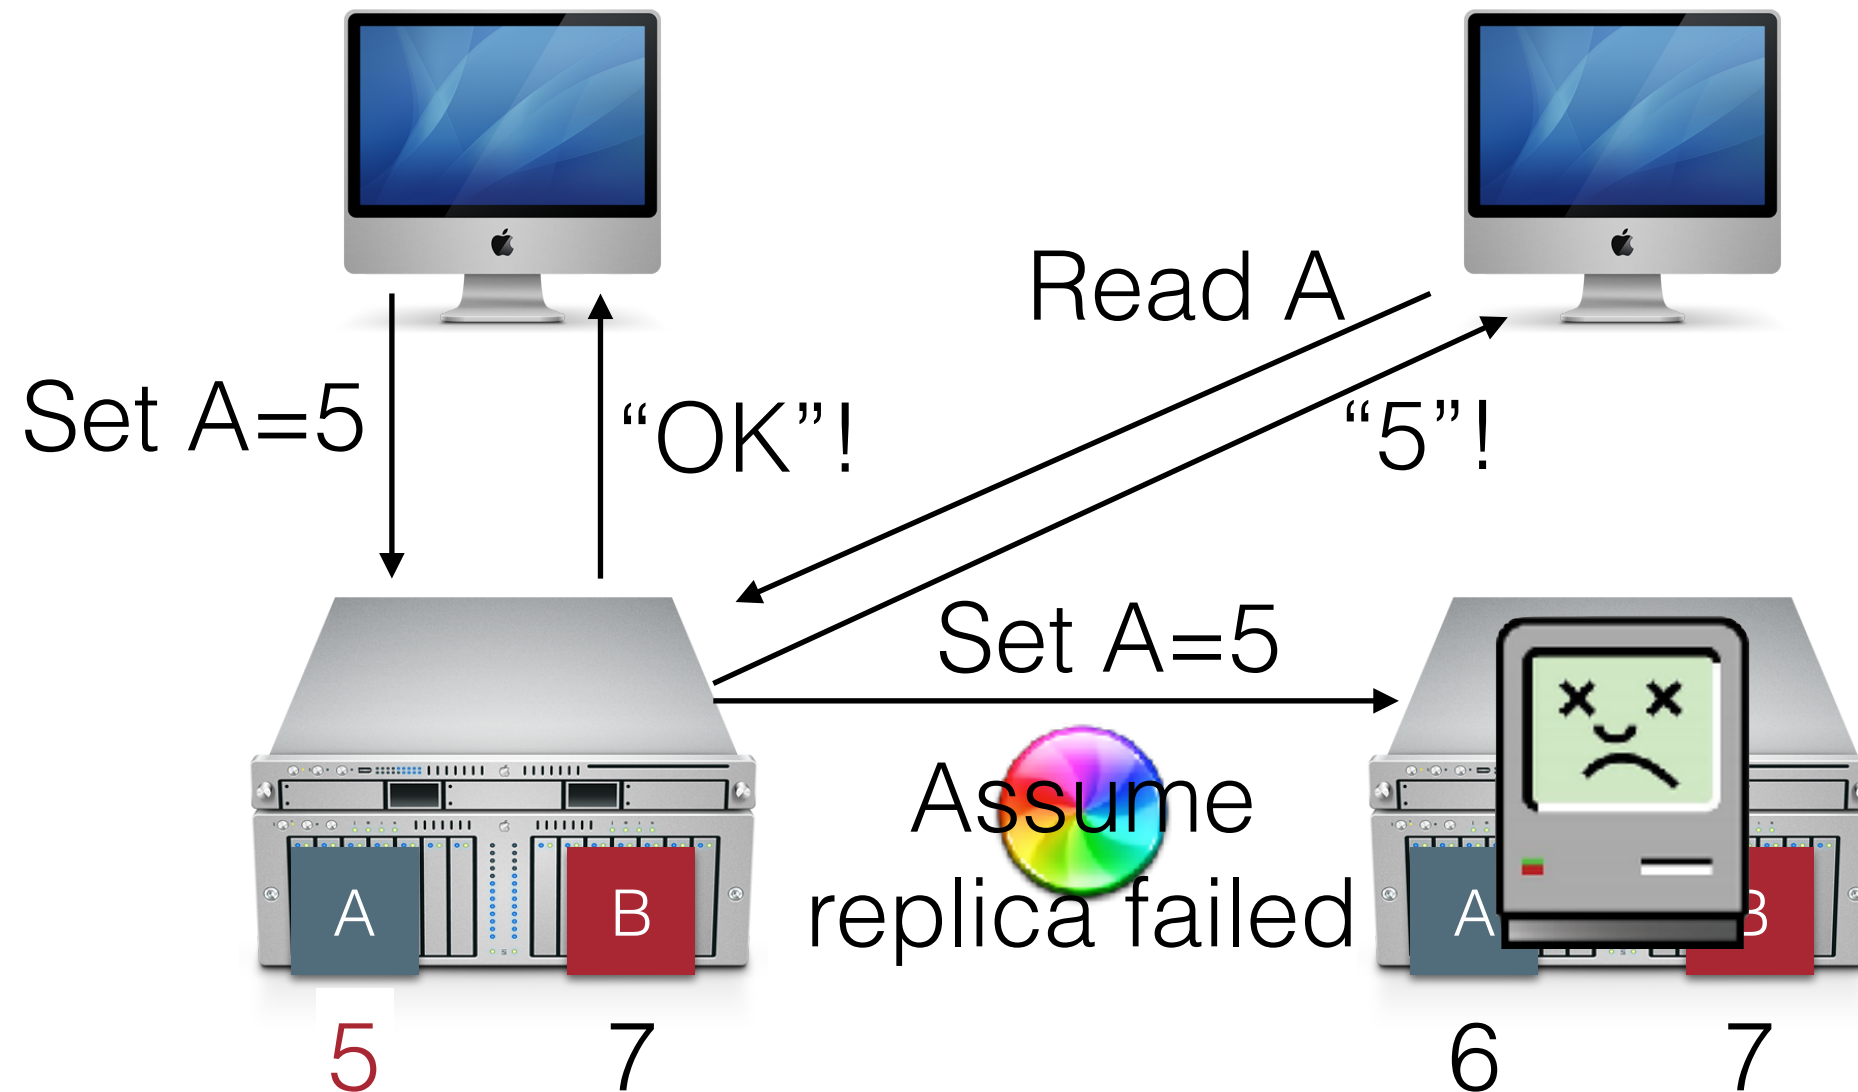 Read A
Set A=5
“OK”!
“5”!
Set A=5
Assume
replica failed
A
B
A
B
5
7
6
7